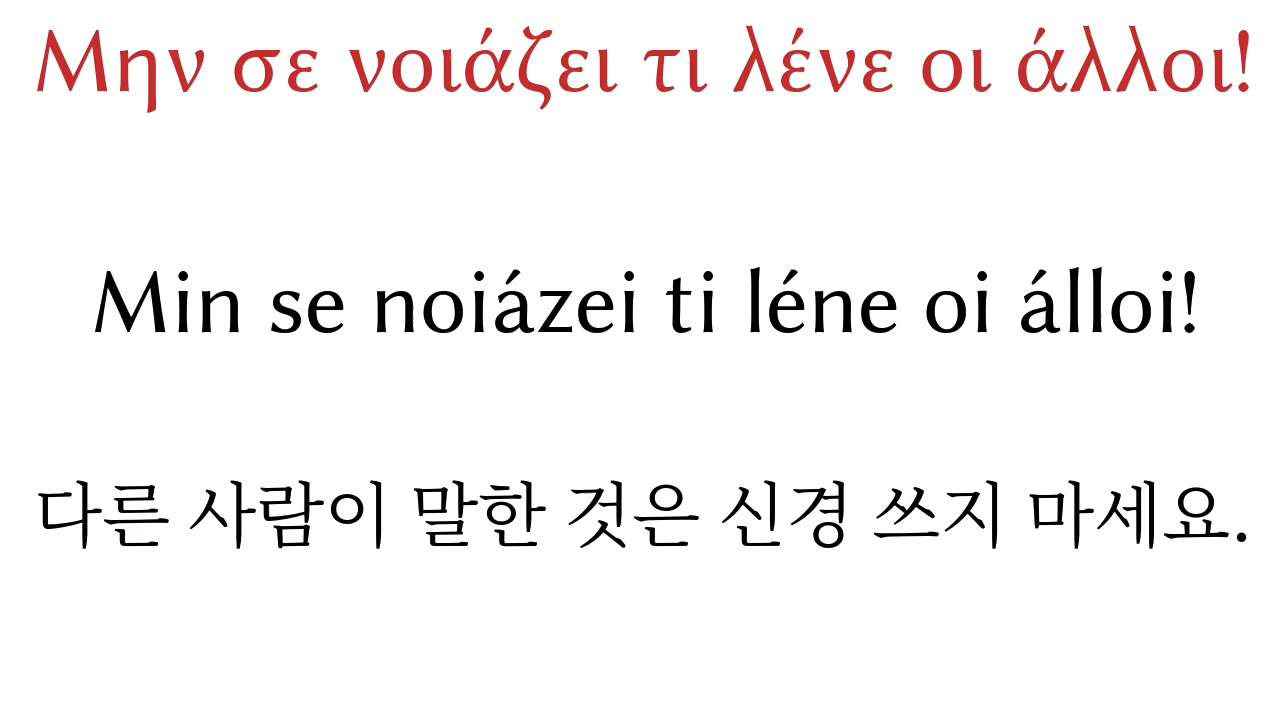 Μην σε νοιάζει τι λένε οι άλλοι!
Min se noiázei ti léne oi álloi!
다른 사람이 말한 것은 신경 쓰지 마세요.